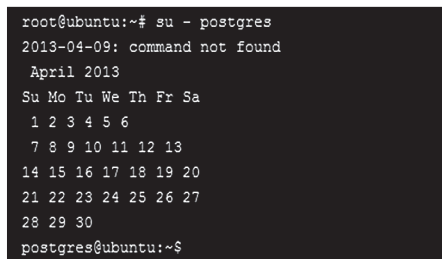 root@ubuntu:~# su - postgres
2013-04-09: command not found
April 2013
Su Mo Tu We Th Fr Sa
1 2 3 4 5 6
7 8 9 10 11 12 13
14 15 16 17 18 19 20
21 22 23 24 25 26 27
28 29 30
postgres@ubuntu:~$